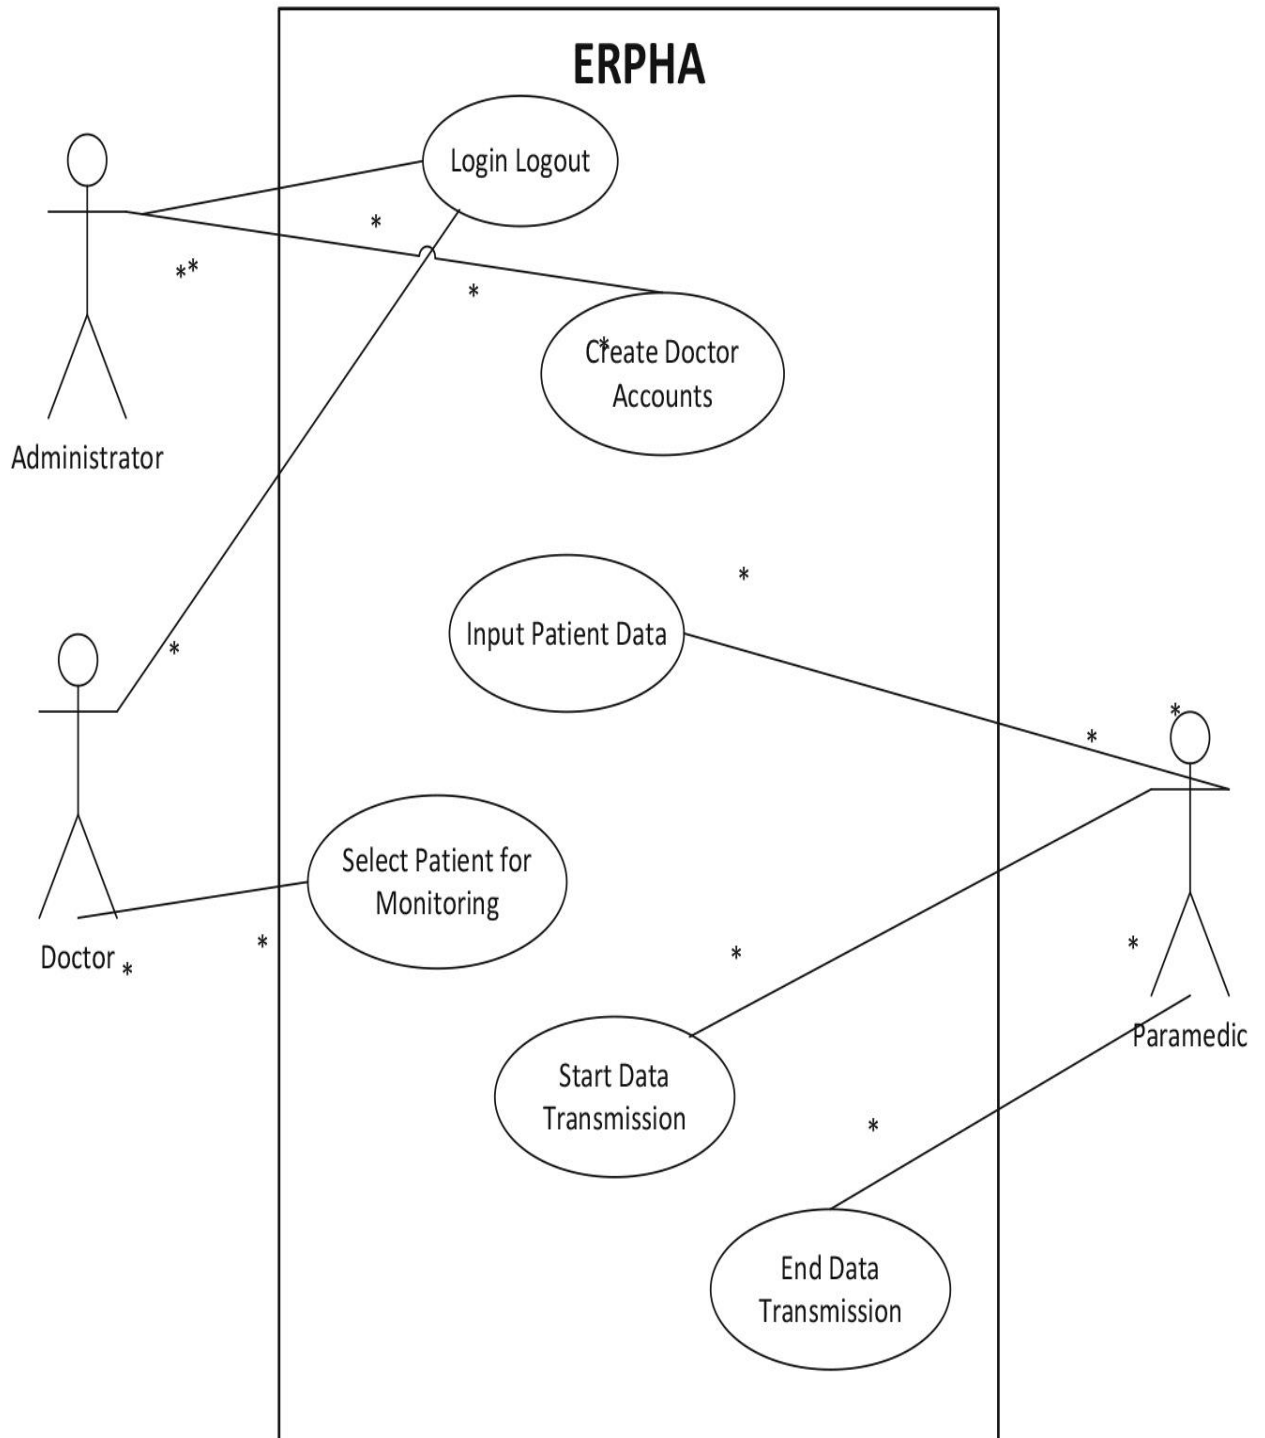 ERPHA
Login Logout
*
**
*
*
Create Doctor
Accounts
Administrator
*
Input Patient Data
*
*
*
Select Patient for
Monitoring
*
*
*
Doctor
*
Start Data
Transmission
Paramedic
*
End Data
Transmission